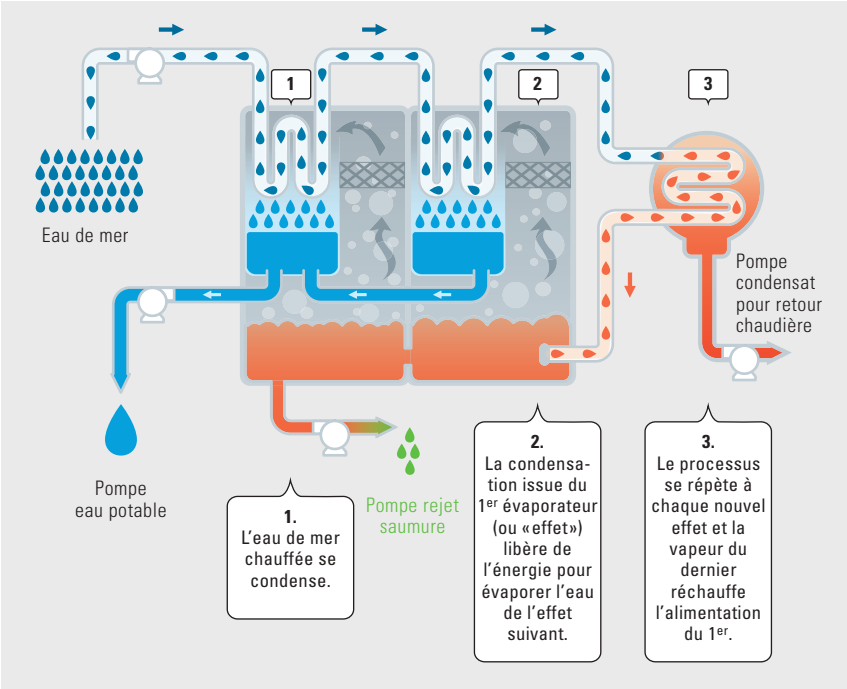 1
2
3
Eau de mer
Pompe
condensat
pour retour
chaudière
Pompe
eau potable
Pompe rejet
saumure
1.
L'eau de mer
chauffée se
condense.
2.
La condensa-
tion issue du
1er évaporateur
(ou «effet»)
libère de
l'énergie pour
évaporer l'eau
de l'effet
suivant.
3.
Le processus
se répète à
chaque nouvel
effet et la
vapeur du
dernier
réchauffe
l'alimentation
du 1er.